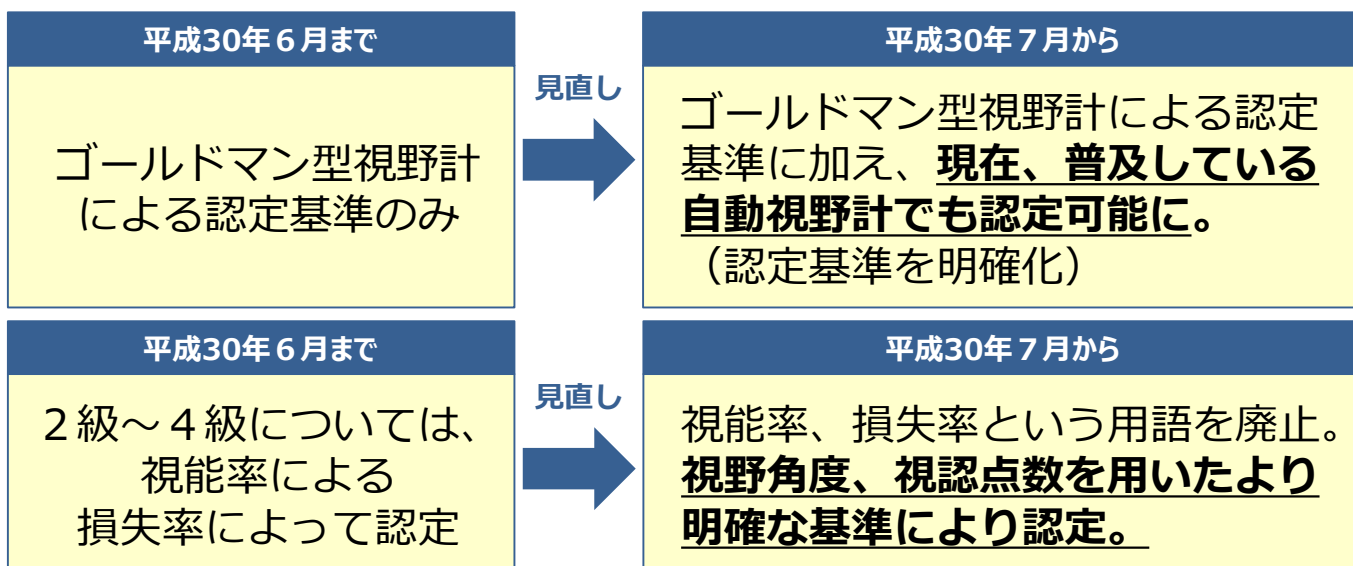 平成30年６月まで
ゴールドマン型視野計
による認定基準のみ
見直し
平成30年７月から
ゴールドマン型視野計による認定
基準に加え、現在、普及している
自動視野計でも認定可能に。
（認定基準を明確化）
平成30年６月まで
２級～４級については、
視能率による
損失率によって認定
見直し
平成30年７月から
視能率、損失率という用語を廃止。
視野角度、視認点数を用いたより
明確な基準により認定。